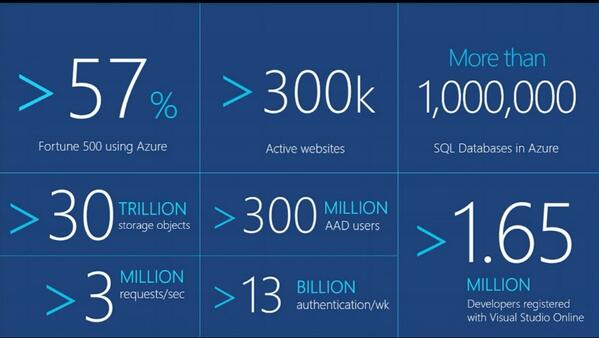 > 57 %
Fortune 500 using Azure
> 300k
Active websites
More than
1,000,000
SQL Databases in Azure
> 30 TRILLION
storage objects
> 300 MILLION
AAD users
> 3 MILLION
requests/sec
> 13 BILLION
authentication/wk
> 1.65
MILLION
Developers registered
with Visual Studio Online